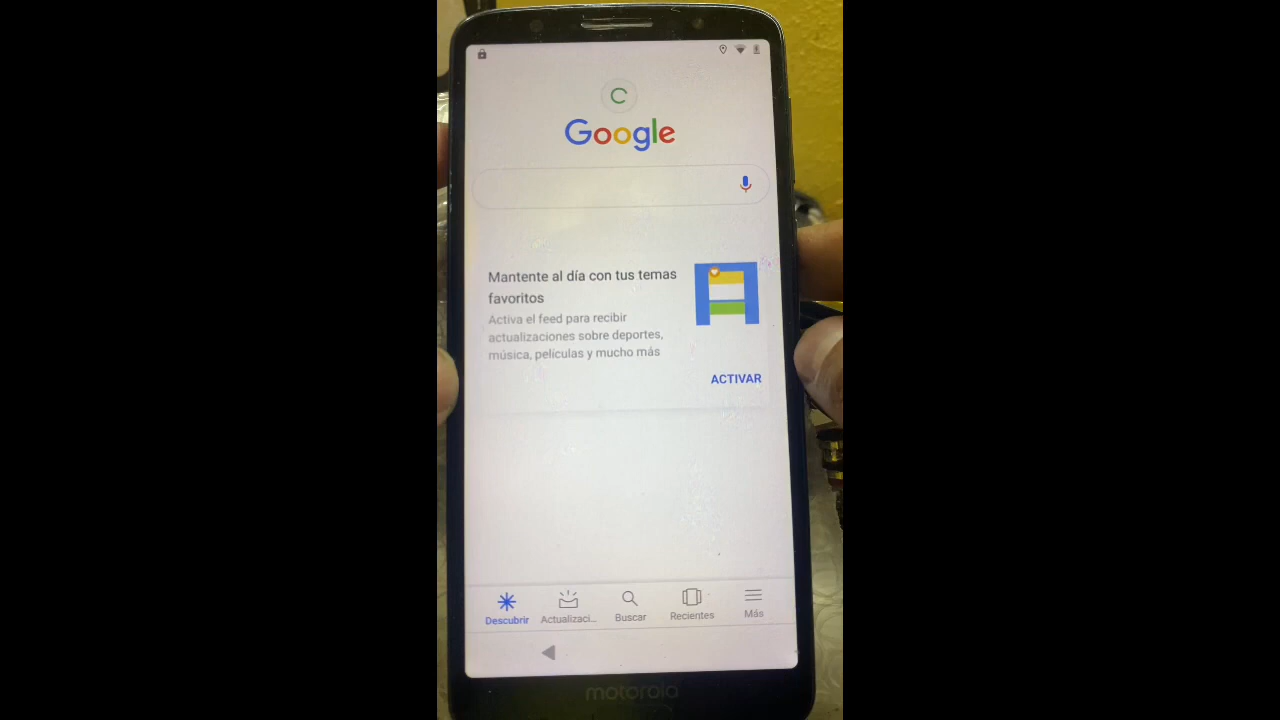 Google
Mantente al día con tus temas
favoritos
Activa el feed para recibir
actualizaciones sobre deportes,
música, películas y mucho más
ACTIVAR
Descubrir
Actualizaci...
Buscar
Recientes
Más
motorola